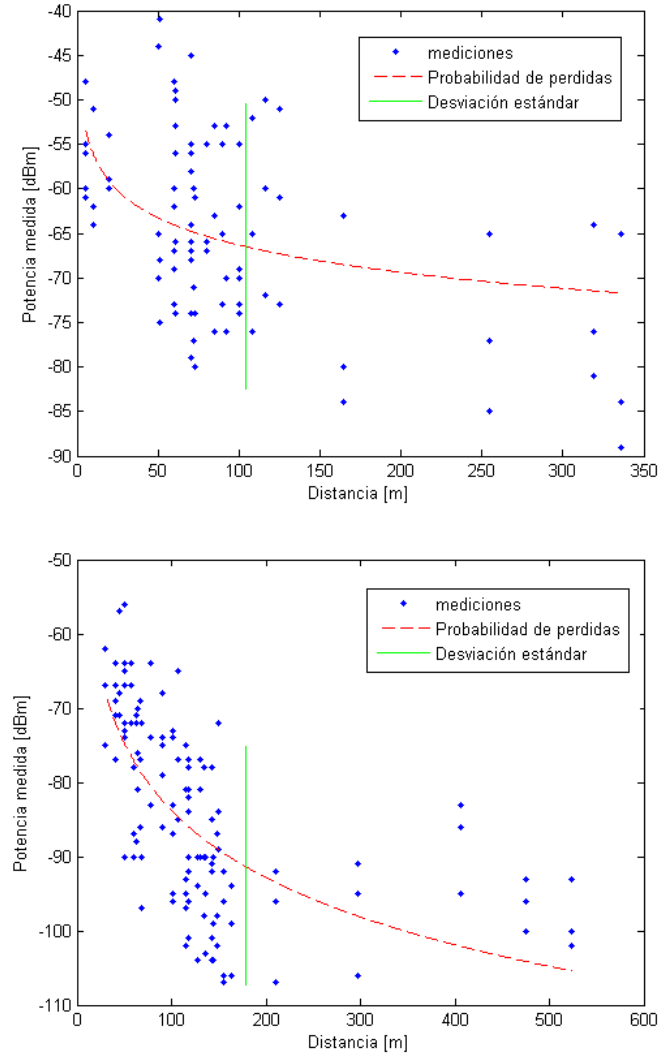 -40
-45
-50
-55
-60
-65
-70
-75
-80
-85
-90
Potencia medida [dBm]
mediciones
Probabilidad de perdidas
Desviación estándar
0 50 100 150 200 250 300 350
Distancia [m]
-50
-60
-70
-80
-90
-100
-110
Potencia medida [dBm]
mediciones
Probabilidad de perdidas
Desviación estándar
0 100 200 300 400 500 600
Distancia [m]